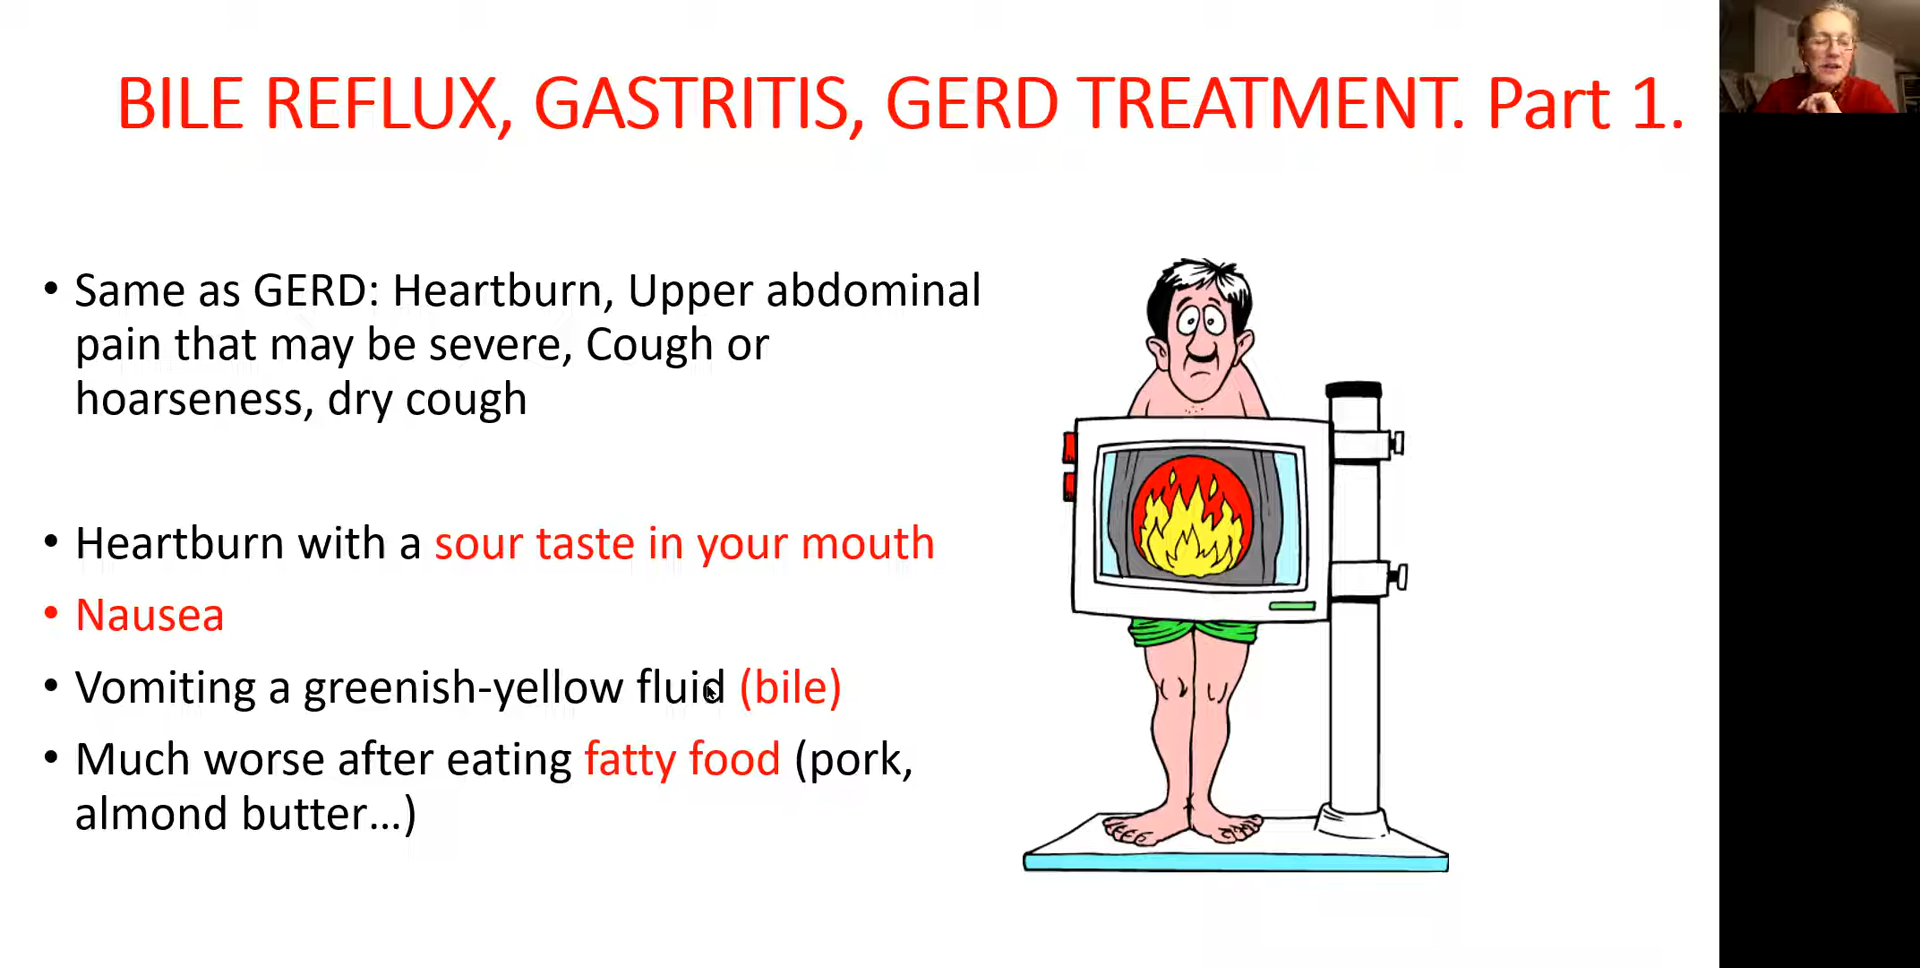 BILE REFLUX, GASTRITIS, GERD TREATMENT. Part 1.
• Same as GERD: Heartburn, Upper abdominal
pain that may be severe, Cough or
hoarseness, dry cough
• Heartburn with a sour taste in your mouth
• Nausea
• Vomiting a greenish-yellow fluid (bile)
• Much worse after eating fatty food (pork,
almond butter...)